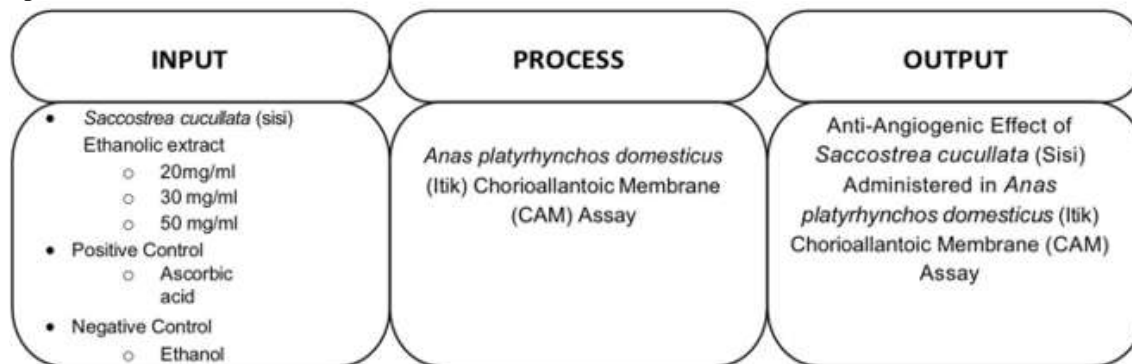 INPUT
PROCESS
OUTPUT
• Saccostrea cucullata (sisi)
Ethanolic extract
o 20mg/ml
o 30 mg/ml
o 50 mg/ml
• Positive Control
o Ascorbic
acid
• Negative Control
o Ethanol
Anas platyrhynchos domesticus
(Itik) Chorioallantoic Membrane
(CAM) Assay
Anti-Angiogenic Effect of
Saccostrea cucullata (Sisi)
Administered in Anas
platyrhynchos domesticus (Itik)
Chorioallantoic Membrane (CAM)
Assay